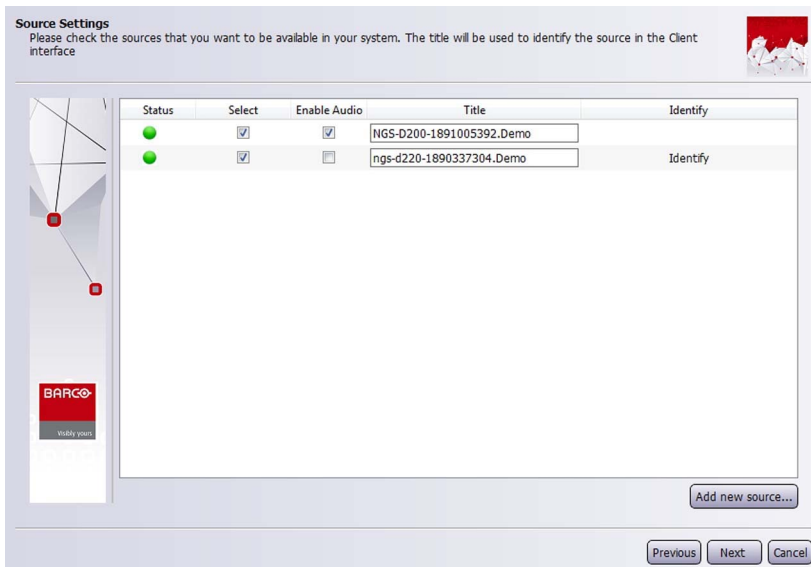 Source Settings
Please check the sources that you want to be available in your system. The title will be used to identify the source in the Client
interface
Status Select Enable Audio Title Identify
NGS-D200-1891005392.Demo
ngs-d220-1890337304.Demo Identify
BARCO
Visibly yours
Add new source...
Previous Next Cancel